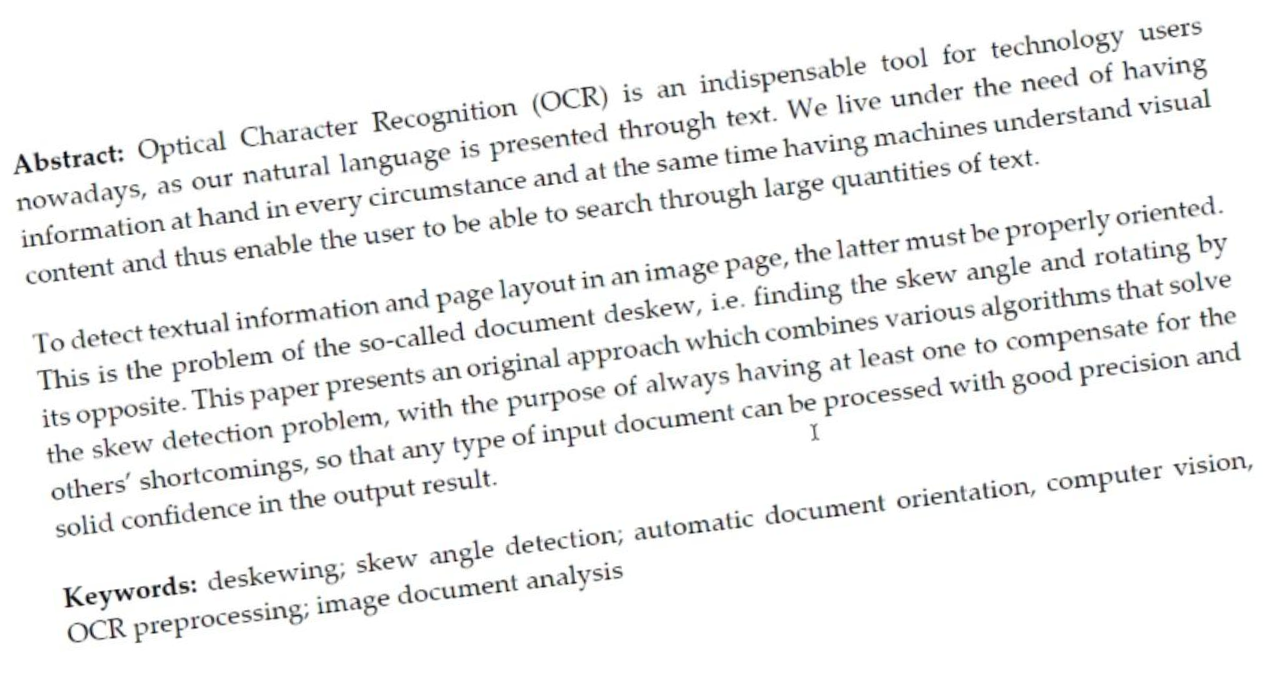 Abstract: Optical Character Recognition (OCR) is an indispensable tool for technology users
nowadays, as our natural language is presented through text. We live under the need of having
information at hand in every circumstance and at the same time having machines understand visual
content and thus enable the user to be able to search through large quantities of text.
To detect textual information and page layout in an image page, the latter must be properly oriented.
This is the problem of the so-called document deskew, i.e. finding the skew angle and rotating by
its opposite. This paper presents an original approach which combines various algorithms that solve
the skew detection problem, with the purpose of always having at least one to compensate for the
others' shortcomings, so that any type of input document can be processed with good precision and
solid confidence in the output result.
Keywords: deskewing; skew angle detection; automatic document orientation, computer vision,
OCR preprocessing; image document analysis